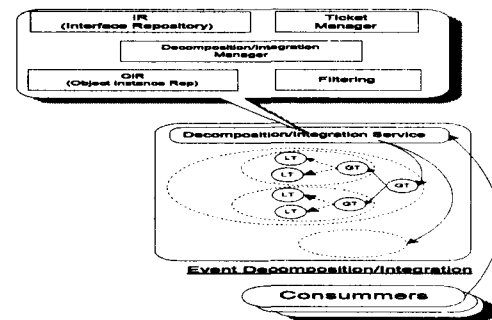 IR
(Interface Repository)
Ticket
Manager
Decomposition/Integration
Manager
OIR
(Object Instance Rep)
Filtering
Decomposition/Integration Service
LT
LT
GT
GT
LT
LT
GT
Event Decomposition/Integration
Consummers